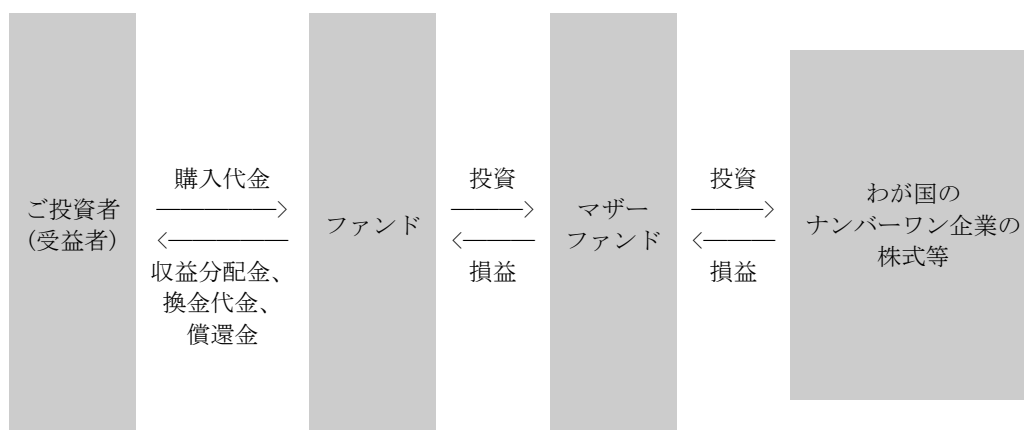 ご投資者
(受益者)
購入代金
―――――〉
〈―――――
収益分配金、
換金代金、
償還金
ファンド
投資
―――〉
〈―――
損益
マザー
ファンド
投資
―――〉
〈―――
損益
わが国の
ナンバーワン企業の
株式等